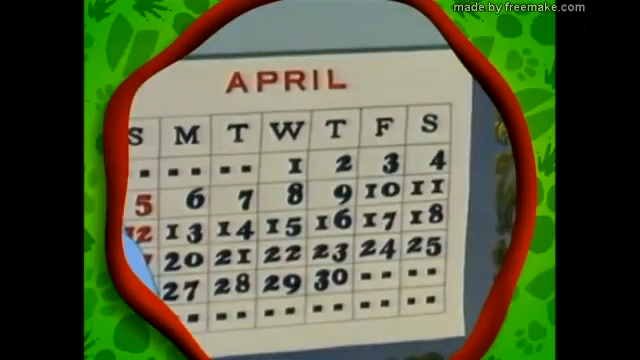 made by freemake.com
APRIL
S M T W T F S
1 2 3 4
5 6 7 8 9 10 11
12 13 14 15 16 17 18
20 21 22 23 24 25
27 28 29 30